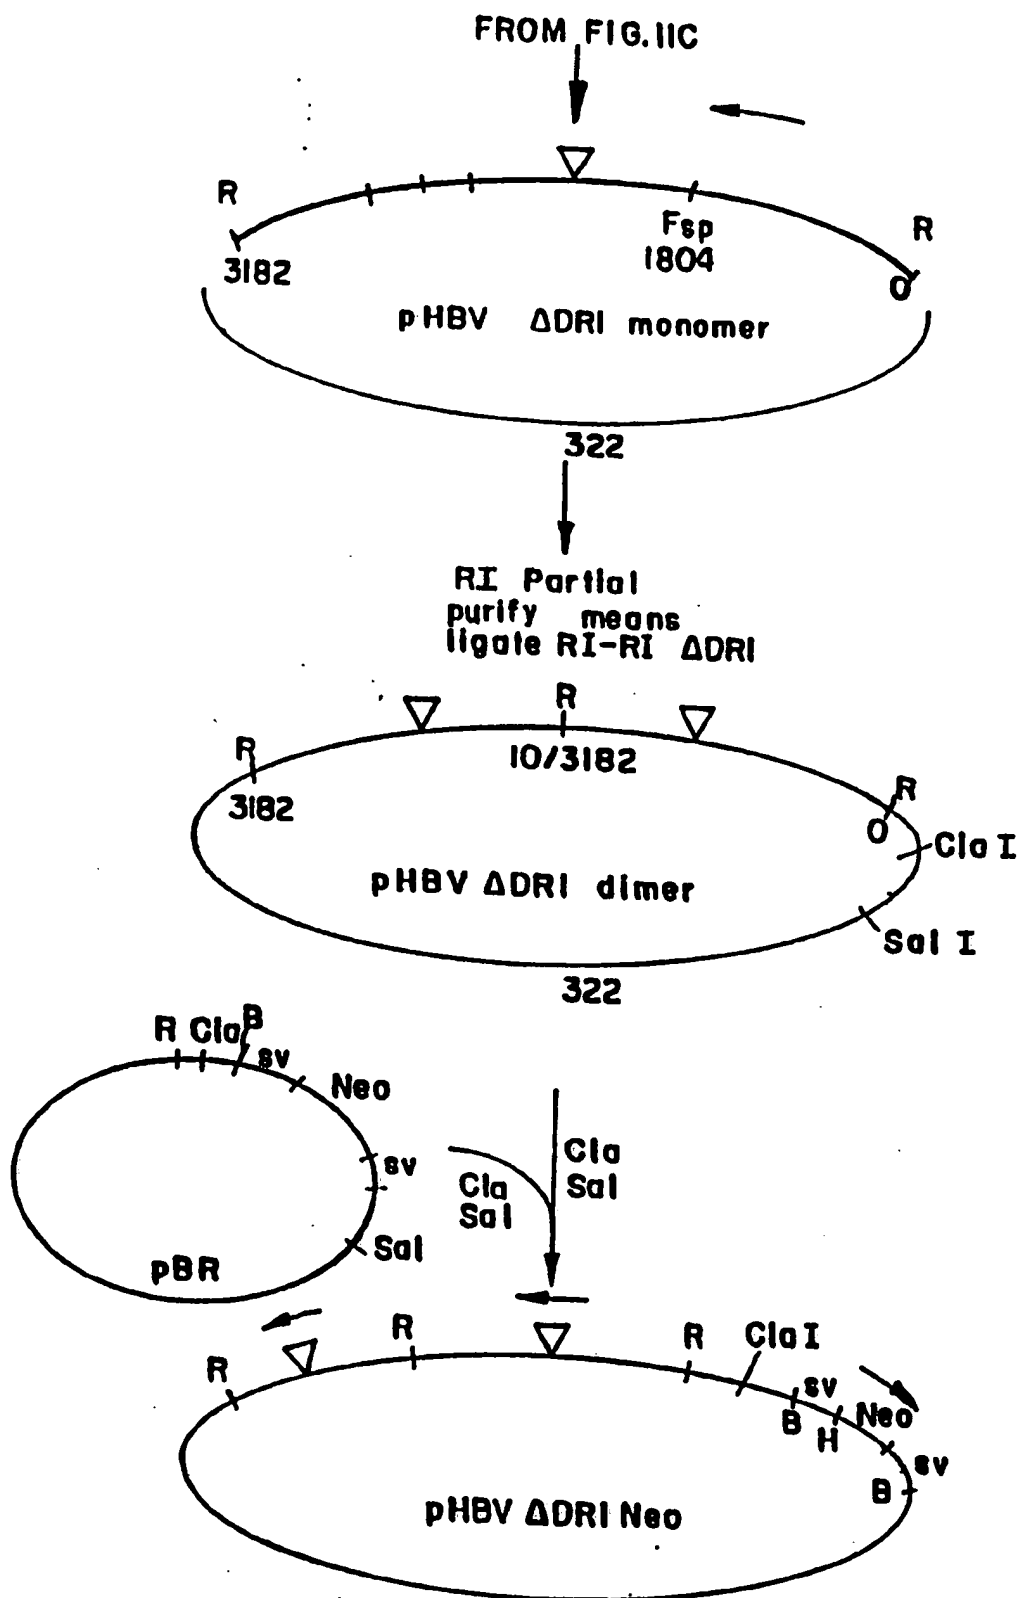 FROM FIG. 11C
R
Fsp
1804
R
3182
0
pHBV ΔDRI monomer
322
RI Partial
purify means
ligate RI-RI ΔDRI
R
R
10/3182
3182
R
0
Cla I
pHBV ΔDRI dimer
Sal I
322
R Cla B
sv
Neo
sv
Cla
Sal
Cla
Sal
Sal
pBR
R
R
R
Cla I
sv
B
H
Neo
sv
B
pHBV ΔDRI Neo